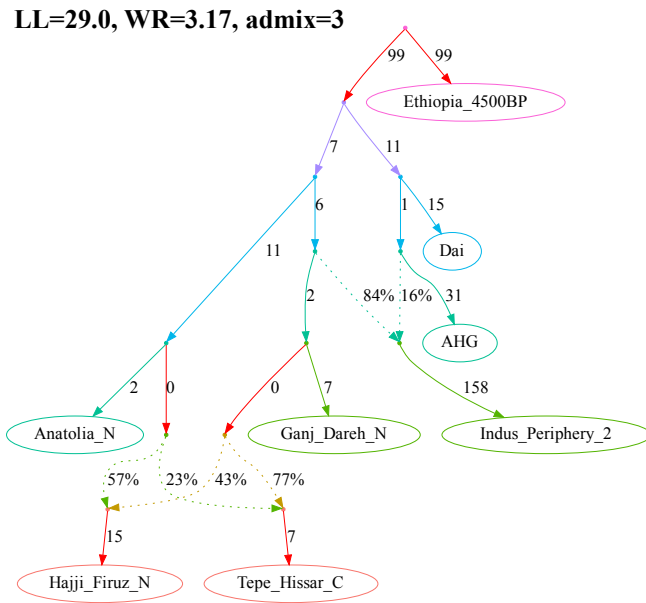 LL=29.0, WR=3.17, admix=3
99 99
Ethiopia_4500BP
7 11
6 1 15
11 Dai
2 84% 16% 31
AHG
2 0 0 7 158
Anatolia_N Ganj_Dareh_N Indus_Periphery_2
57% 23% 43% 77%
15 7
Hajji_Firuz_N Tepe_Hissar_C